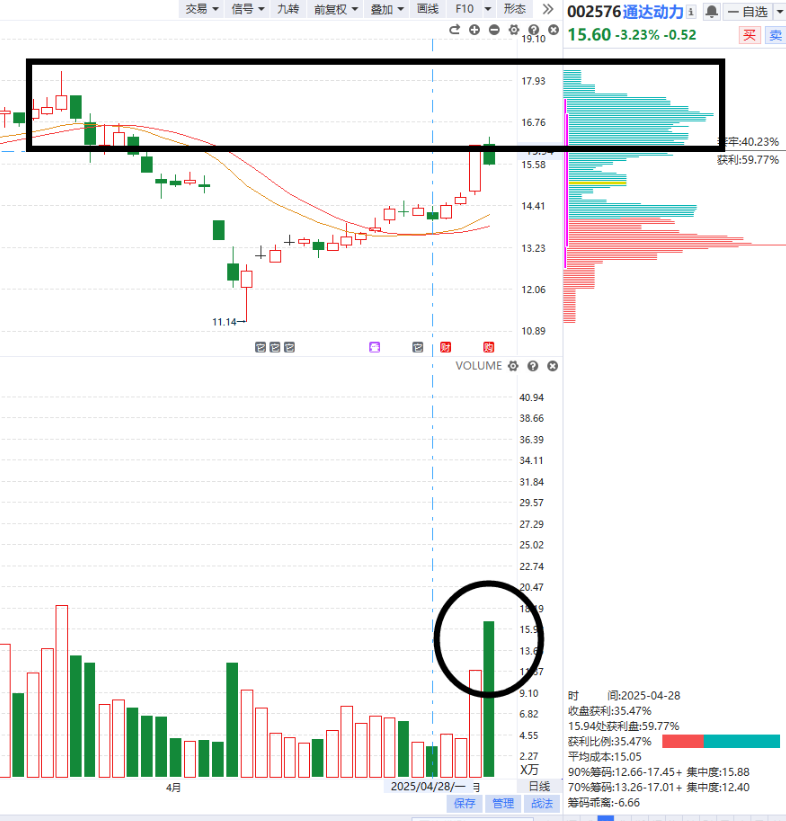 交易 信号 九转 前复权 叠加 画线 F10 形态
002576通达动力 自选
15.60 -3.23% -0.52 买 卖
19.10
17.93
16.76
15.58
14.41
13.23
12.06
10.89
套牢:40.23%
获利:59.77%
11.14
财
VOLUME
40.94
38.66
36.39
34.11
31.84
29.57
27.29
25.02
22.74
20.47
9.10
6.82
4.55
2.27
X万
4月 2025/04/28/一 月 日线
保存 管理 战法
时 间:2025-04-28
收盘获利:35.47%
15.94处获利盘:59.77%
获利比例:35.47%
平均成本:15.05
90%筹码:12.66-17.45+ 集中度:15.88
70%筹码:13.26-17.01+ 集中度:12.40
筹码乖离:-6.66